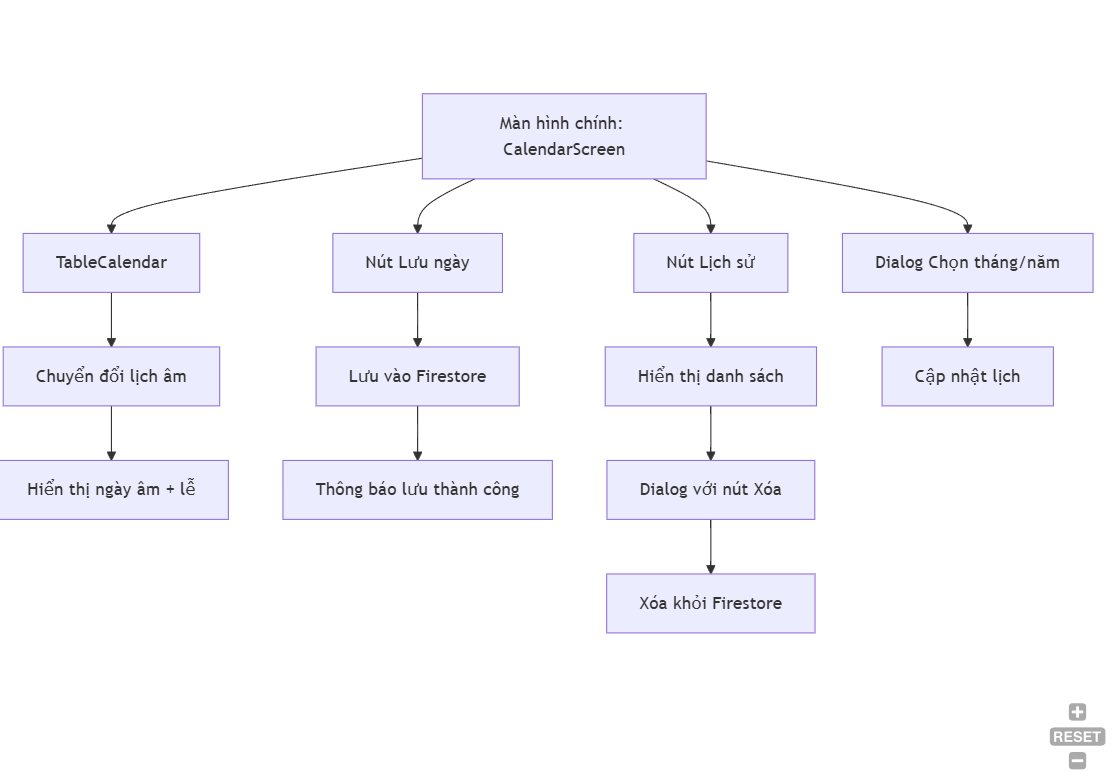 Màn hình chính:
CalendarScreen
TableCalendar
Nút Lưu ngày
Nút Lịch sử
Dialog Chọn tháng/năm
Chuyển đổi lịch âm
Lưu vào Firestore
Hiển thị danh sách
Cập nhật lịch
Hiển thị ngày âm + lễ
Thông báo lưu thành công
Dialog với nút Xóa
Xóa khỏi Firestore
RESET